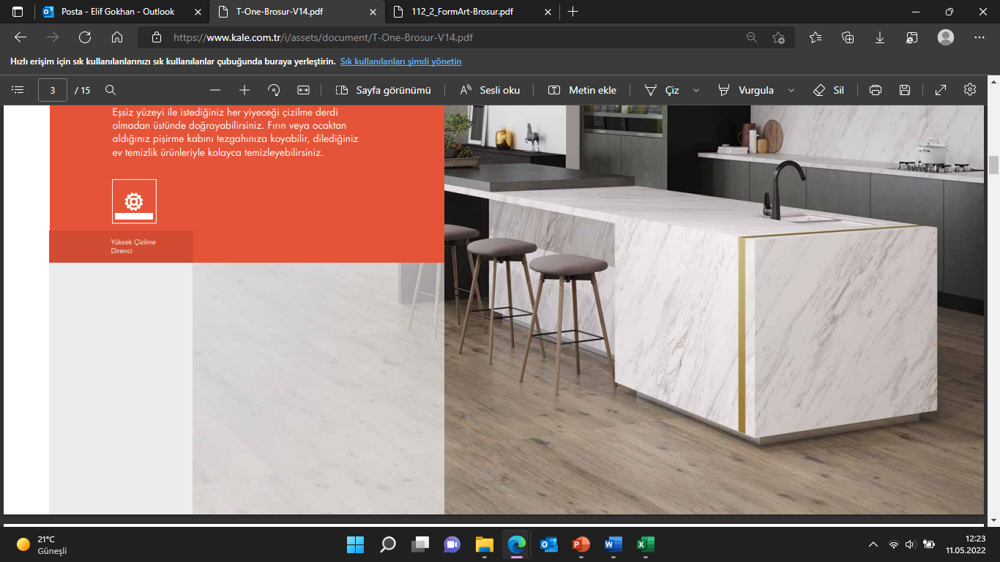 Posta - Elif Gokhan - Outlook
T-One-Brosur-V14.pdf
112_2_FormArt-Brosur.pdf
https://www.kale.com.tr/i/assets/document/T-One-Brosur-V14.pdf
Hızlı erişim için sık kullanılanlarınızı sık kullanılanlar çubuğunda buraya yerleştirin. Sık kullanılanları şimdi yönetin
3 / 15
Sayfa görünümü
Sesli oku
Metin ekle
Çiz
Vurgula
Sil
Eşsiz yüzeyi ile istediğiniz her yiyeceği çizilme derdi
olmadan üstünde doğrayabilirsiniz. Fırın veya ocaktan
aldığınız pişirme kabını tezgahınıza koyabilir, dilediğiniz
ev temizlik ürünleriyle kolayca temizleyebilirsiniz.
Yüksek Çizilme
Direnci
21°C
Güneşli
12:23
11.05.2022